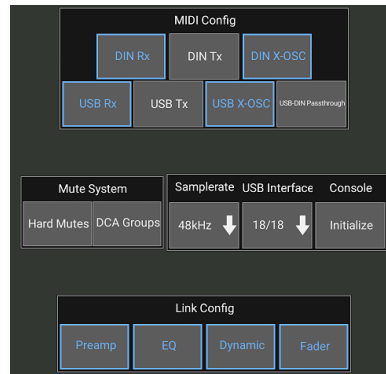 MIDI Config
DIN Rx DIN Tx DIN X-OSC
USB Rx USB Tx USB X-OSC USB-DIN Passthrough
Mute System
Hard Mutes DCA Groups
Samplerate USB Interface Console
48kHz 18/18 Initialize
Link Config
Preamp EQ Dynamic Fader